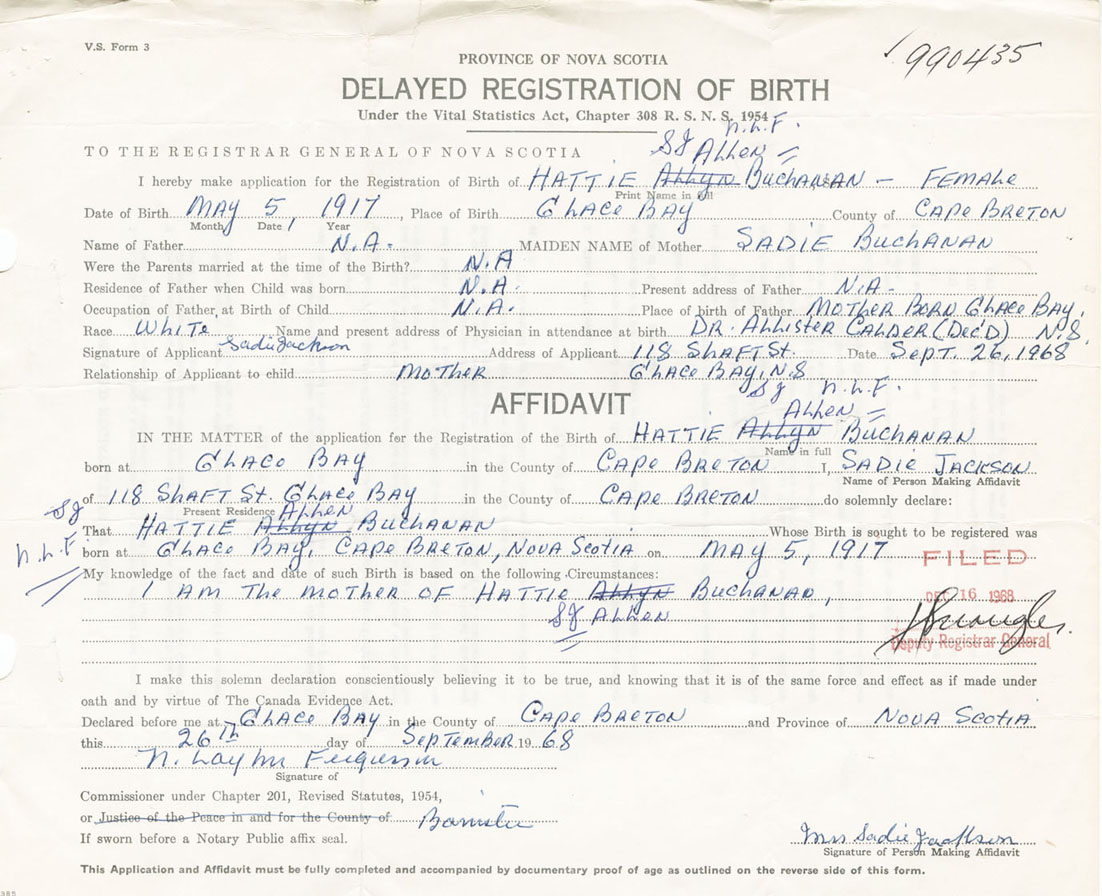 V.S. Form 3
990435
PROVINCE OF NOVA SCOTIA
DELAYED REGISTRATION OF BIRTH
Under the Vital Statistics Act, Chapter 308 R. S. N. S. 1954
N.L.F.
SJ ALLEN
TO THE REGISTRAR GENERAL OF NOVA SCOTIA
I hereby make application for the Registration of Birth of HATTIE ALLYN BUCHANAN - FEMALE
Print Name in full
Date of Birth MAY 5, 1917, Place of Birth GLACE BAY County of CAPE BRETON
Month Date Year
Name of Father N.A. MAIDEN NAME of Mother SADIE BUCHANAN
Were the Parents married at the time of the Birth? N.A
Residence of Father when Child was born N.A. Present address of Father N.A.
Occupation of Father at Birth of Child N.A. Place of birth of Father MOTHER BORN GLACE BAY,
Race WHITE Name and present address of Physician in attendance at birth DR. ALLISTER CALDER (DEC'D) N.S.
Signature of Applicant Sadie Jackson Address of Applicant 118 SHAFT ST. Date SEPT. 26, 1968
Relationship of Applicant to child MOTHER GLACE BAY, N.S
SJ N.L.F.
AFFIDAVIT
ALLEN
IN THE MATTER of the application for the Registration of the Birth of HATTIE ALLYN BUCHANAN
Name in full
born at GLACE BAY in the County of CAPE BRETON I, SADIE JACKSON
Name of Person Making Affidavit
of 118 SHAFT ST. GLACE BAY in the County of CAPE BRETON do solemnly declare:
Present Residence ALLEN
SJ That HATTIE ALLYN BUCHANAN Whose Birth is sought to be registered was
N.L.F. born at GLACE BAY, CAPE BRETON, NOVA SCOTIA on MAY 5, 1917
FILED
My knowledge of the fact and date of such Birth is based on the following Circumstances:
I AM THE MOTHER OF HATTIE ALLYN BUCHANAN,
DEC 16 1968
SJ ALLEN
Deputy Registrar General
I make this solemn declaration conscientiously believing it to be true, and knowing that it is of the same force and effect as if made under
oath and by virtue of The Canada Evidence Act.
Declared before me at GLACE BAY in the County of CAPE BRETON and Province of NOVA SCOTIA
this 26th day of SEPTEMBER 1968
N. Layton Fergusson
Signature of
Commissioner under Chapter 201, Revised Statutes, 1954,
or Justice of the Peace in and for the County of Barrister
If sworn before a Notary Public affix seal.
Mrs Sadie Jackson
Signature of Person Making Affidavit
This Application and Affidavit must be fully completed and accompanied by documentary proof of age as outlined on the reverse side of this form.
385